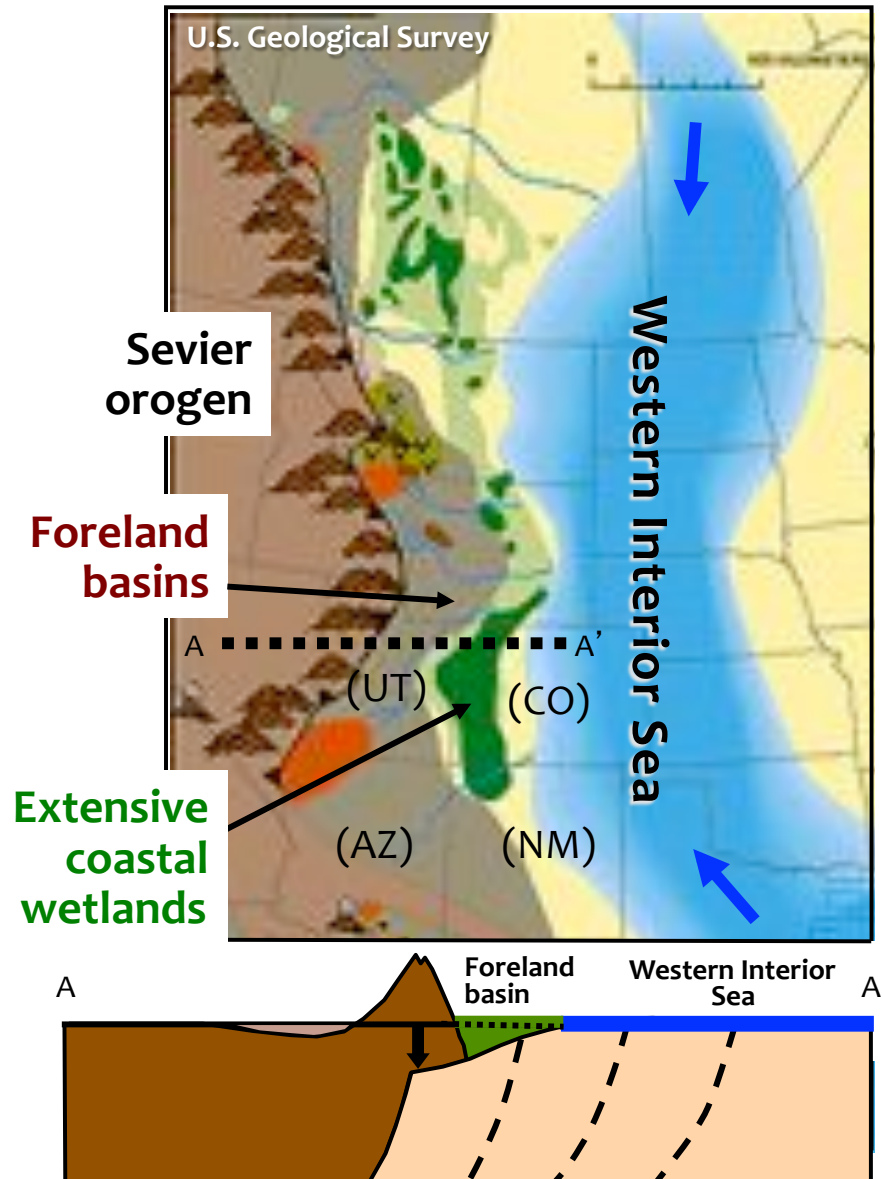 U.S. Geological Survey
Sevier
orogen
Western Interior Sea
Foreland
basins
A
A'
(UT)
(CO)
Extensive
coastal
wetlands
(AZ)
(NM)
Foreland
basin
Western Interior
Sea
A
A